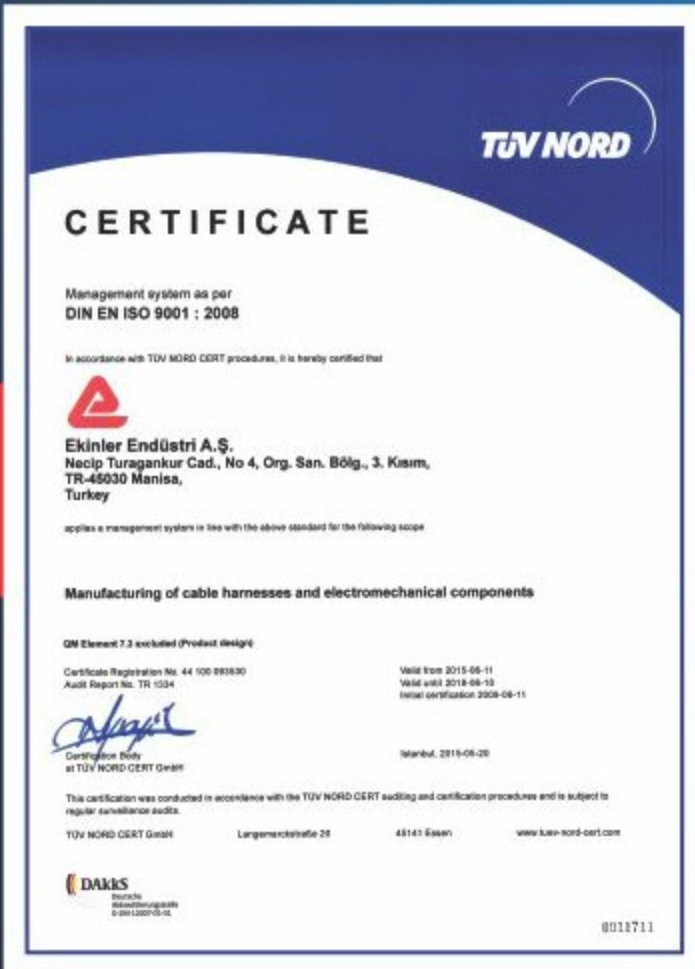 TÜV NORD
CERTIFICATE
Management system as per
DIN EN ISO 9001 : 2008
In accordance with TÜV NORD CERT procedures, it is hereby certified that
Ekinler Endüstri A.Ş.
Necip Turagankur Cad., No 4, Org. San. Bölg., 3. Kısım,
TR-45030 Manisa,
Turkey
applies a management system in line with the above standard for the following scope
Manufacturing of cable harnesses and electromechanical components
QM Element 7.3 excluded (Product design)
Certificate Registration No. 44 100
Audit Report No. TR 1334
Valid from 2015-06-11
Valid until 2018-06-10
Initial certification 2009-06-11
Certification Body
at TÜV NORD CERT GmbH
Istanbul, 2015-05-20
This certification was conducted in accordance with the TÜV NORD CERT auditing and certification procedures and is subject to
regular surveillance audits.
TÜV NORD CERT GmbH Langemarckstraße 20 45141 Essen www.tuev-nord-cert.com
DAkkS
Deutsche
Akkreditierungsstelle
0911711